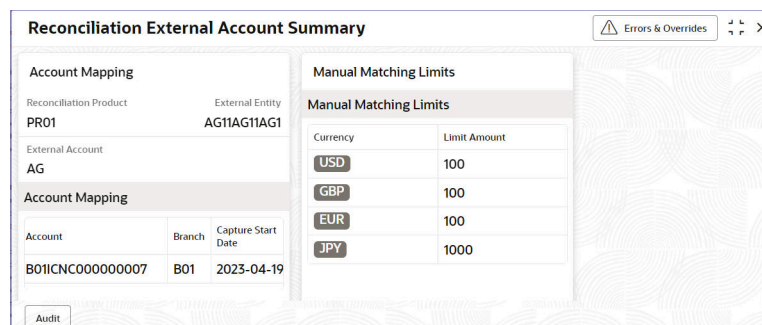 Reconciliation External Account Summary
Errors & Overrides
Account Mapping
Reconciliation Product External Entity
PR01 AG11AG11AG1
External Account
AG
Account Mapping
Account Branch Capture Start Date
B01ICNC000000007 B01 2023-04-19
Manual Matching Limits
Manual Matching Limits
Currency Limit Amount
USD 100
GBP 100
EUR 100
JPY 1000
Audit